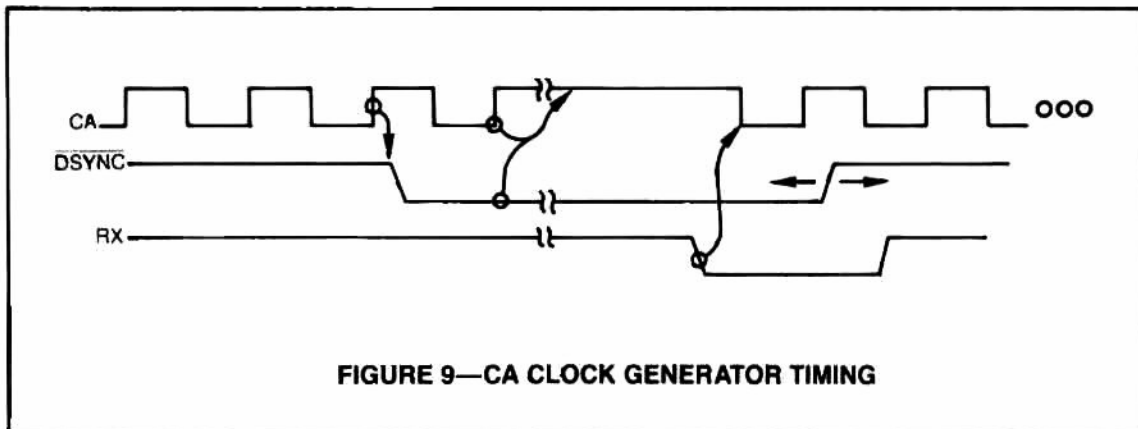 CA
DSYNC
RX
FIGURE 9—CA CLOCK GENERATOR TIMING